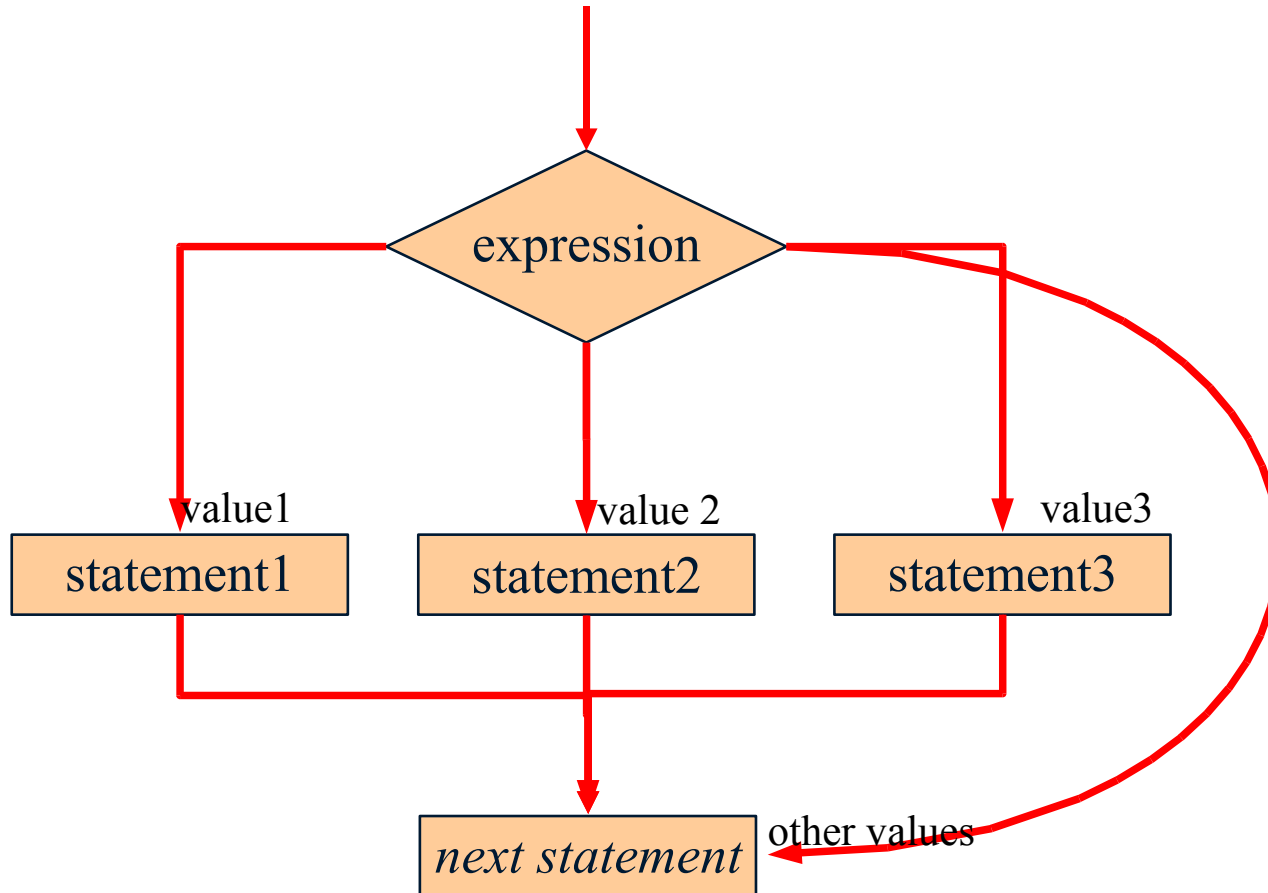 expression
value1
value 2
value3
statement1
statement2
statement3
other values
next statement